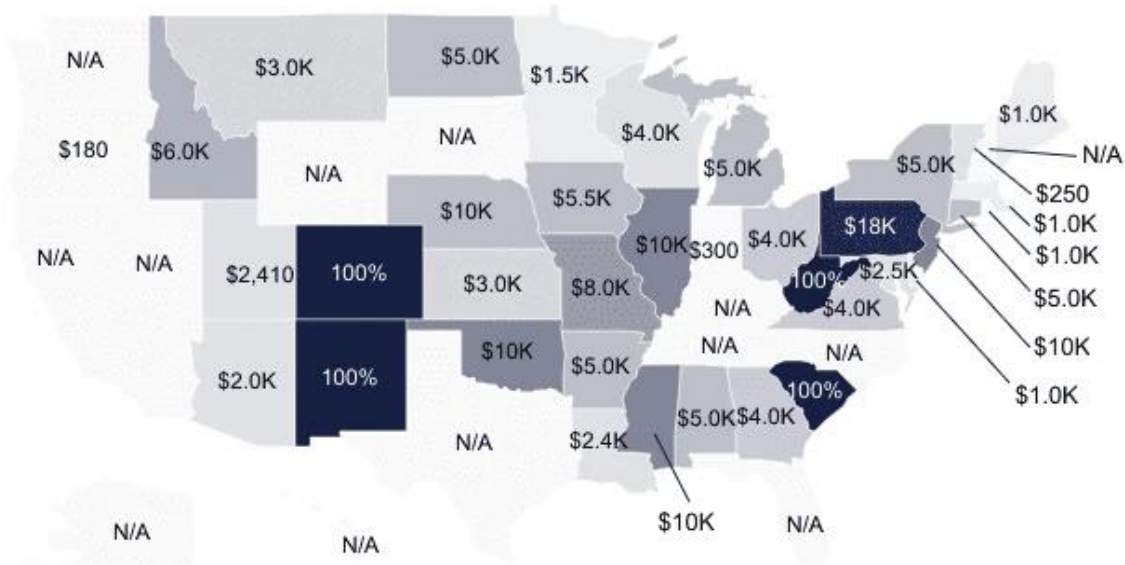 N/A
$3.0K
$5.0K
$1.5K
$1.0K
$4.0K
N/A
$180
$6.0K
N/A
$5.0K
$5.0K
N/A
N/A
$250
$5.5K
$10K
$1.0K
$18K
$10K
$300
$4.0K
$1.0K
N/A
N/A
$2,410
100%
$3.0K
$8.0K
100%
$2.5K
$5.0K
N/A
$4.0K
$10K
$10K
N/A
N/A
$2.0K
100%
$5.0K
100%
$1.0K
$5.0K
$4.0K
N/A
$2.4K
$10K
N/A
N/A
N/A